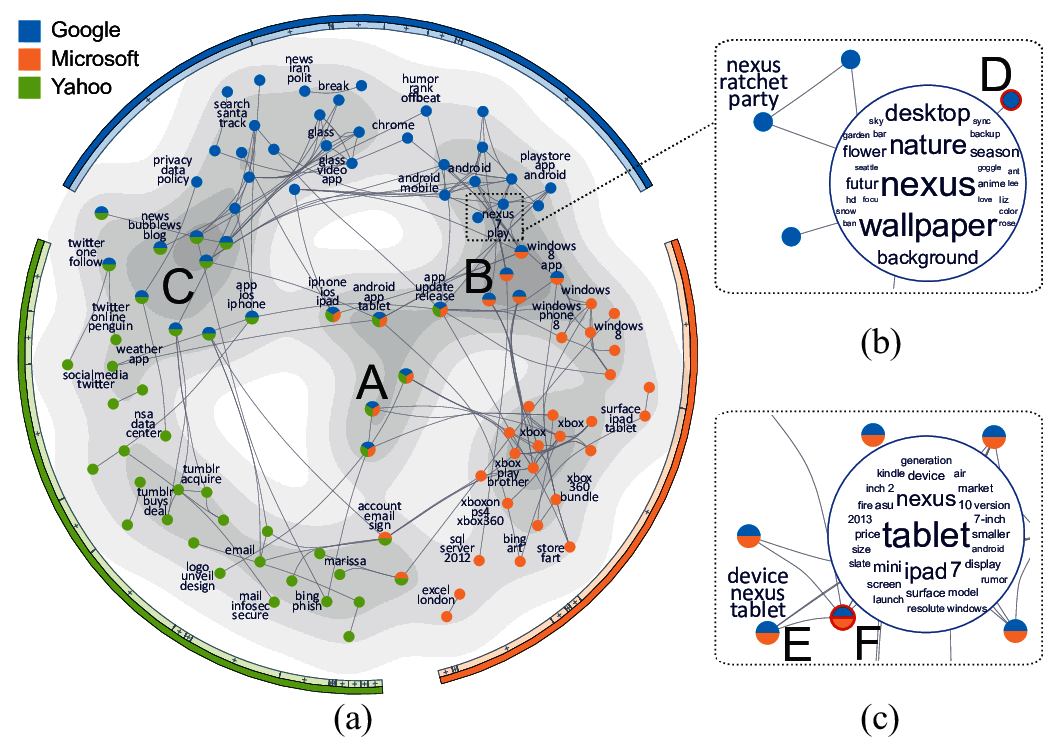 Google
Microsoft
Yahoo
news
iran
polit
break
humor
rank
offbeat
search
santa
track
glass
chrome
glass
video
app
privacy
data
policy
android
android
mobile
playstore
app
android
nexus
7
play
news
bubblews
blog
twitter
one
follow
C
B
windows
8
app
app
ios
iphone
iphone
ios
ipad
android
app
tablet
app
update
release
windows
windows
phone
8
windows
8
twitter
online
penguin
weather
app
socialmedia
twitter
A
nsa
data
center
surface
ipad
tablet
xbox
xbox
play
brother
xbox
360
bundle
tumblr
acquire
tumblr
buys
deal
account
email
sign
xboxon
ps4
xbox360
sql
server
2012
bing
art
store
fart
email
marissa
logo
unveil
design
mail
infosec
secure
bing
phish
excel
london
(a)
nexus
ratchet
party
D
sky desktop sync
garden bar backup
flower nature season
seattle goggle ant
futur nexus anime lee
hd focu love liz
snow color
ban wallpaper rose
background
(b)
generation
kindle device air
inch 2 market
fire asu nexus 10 version
2013 7-inch
price tablet smaller
size android
slate mini ipad 7 display
screen rumor
launch surface model
resolute windows
device
nexus
tablet
E
F
(c)